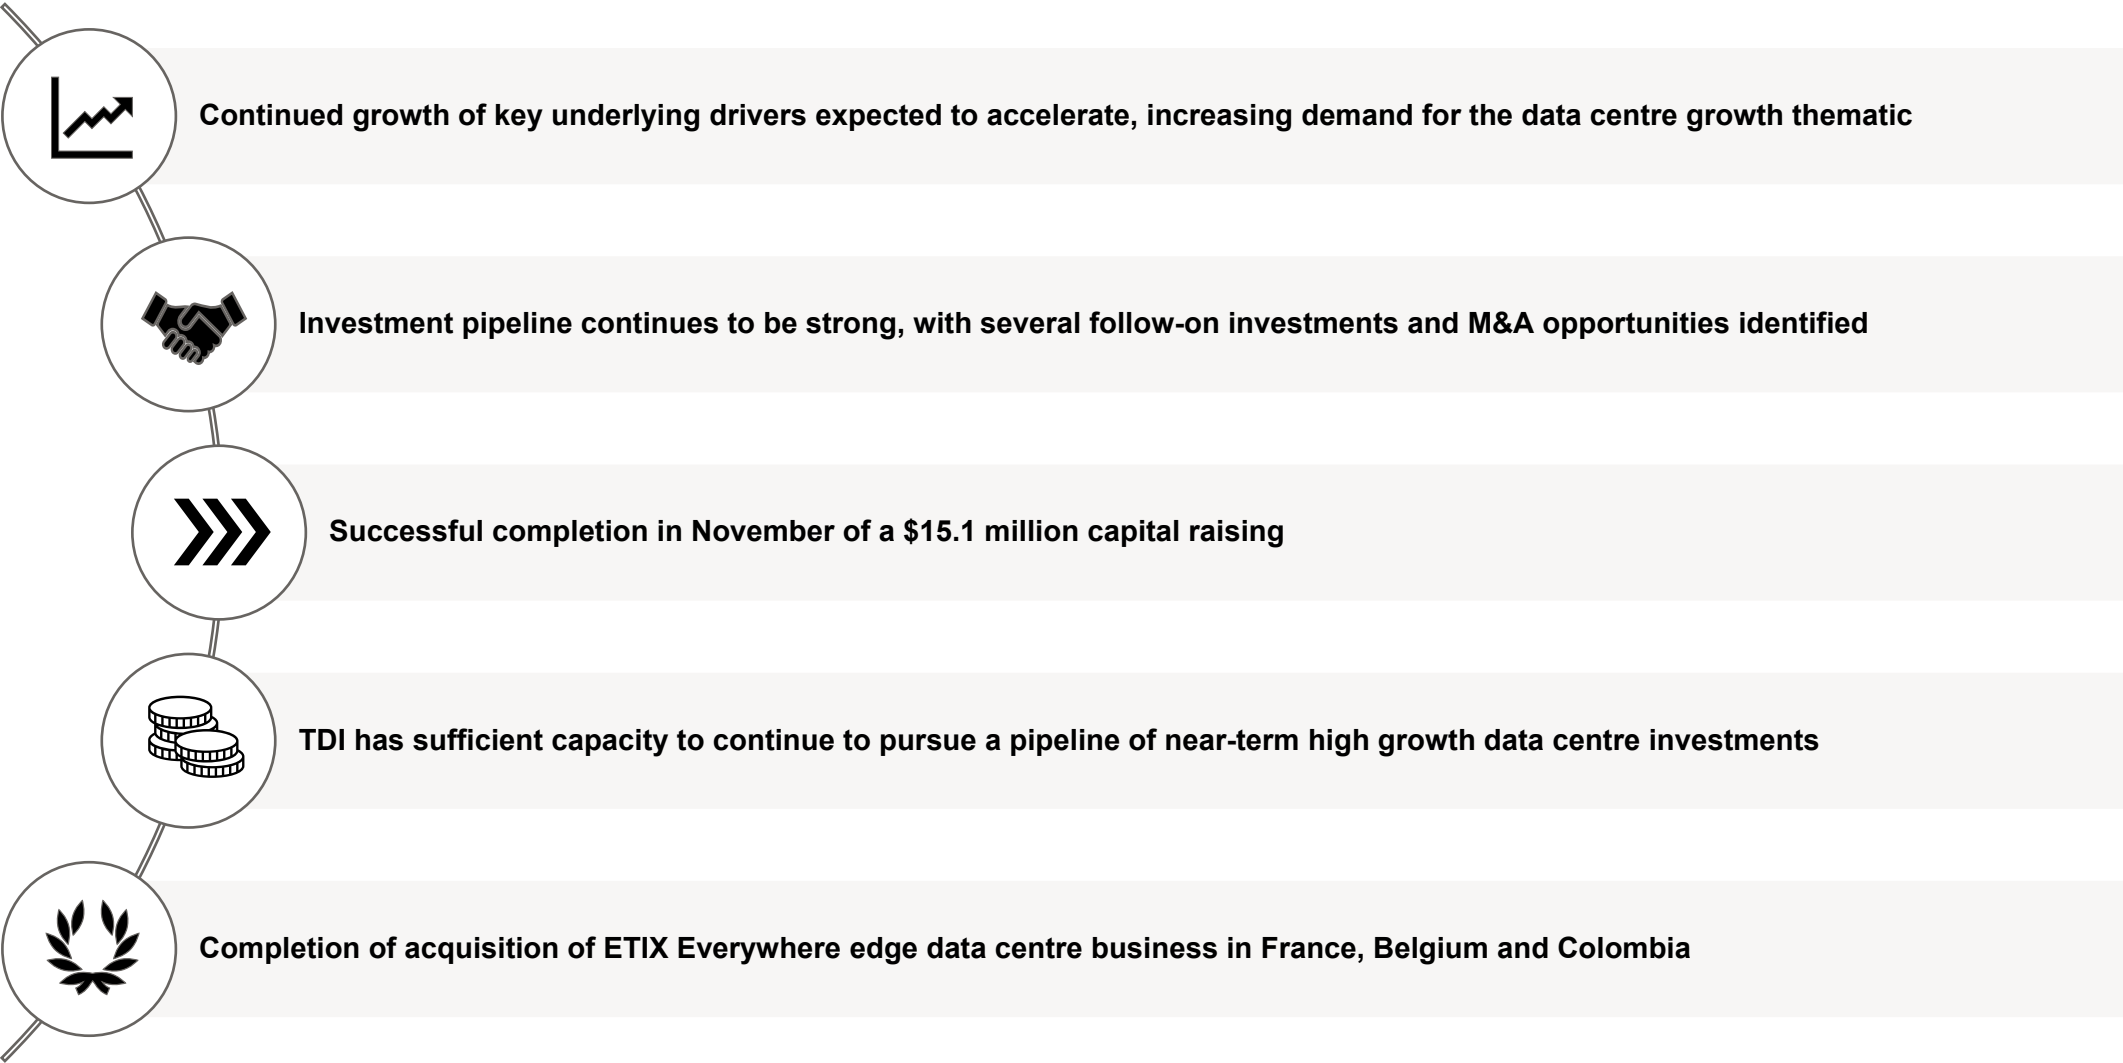 Continued growth of key underlying drivers expected to accelerate, increasing demand for the data centre growth thematic
Investment pipeline continues to be strong, with several follow-on investments and M&A opportunities identified
Successful completion in November of a $15.1 million capital raising
TDI has sufficient capacity to continue to pursue a pipeline of near-term high growth data centre investments
Completion of acquisition of ETIX Everywhere edge data centre business in France, Belgium and Colombia